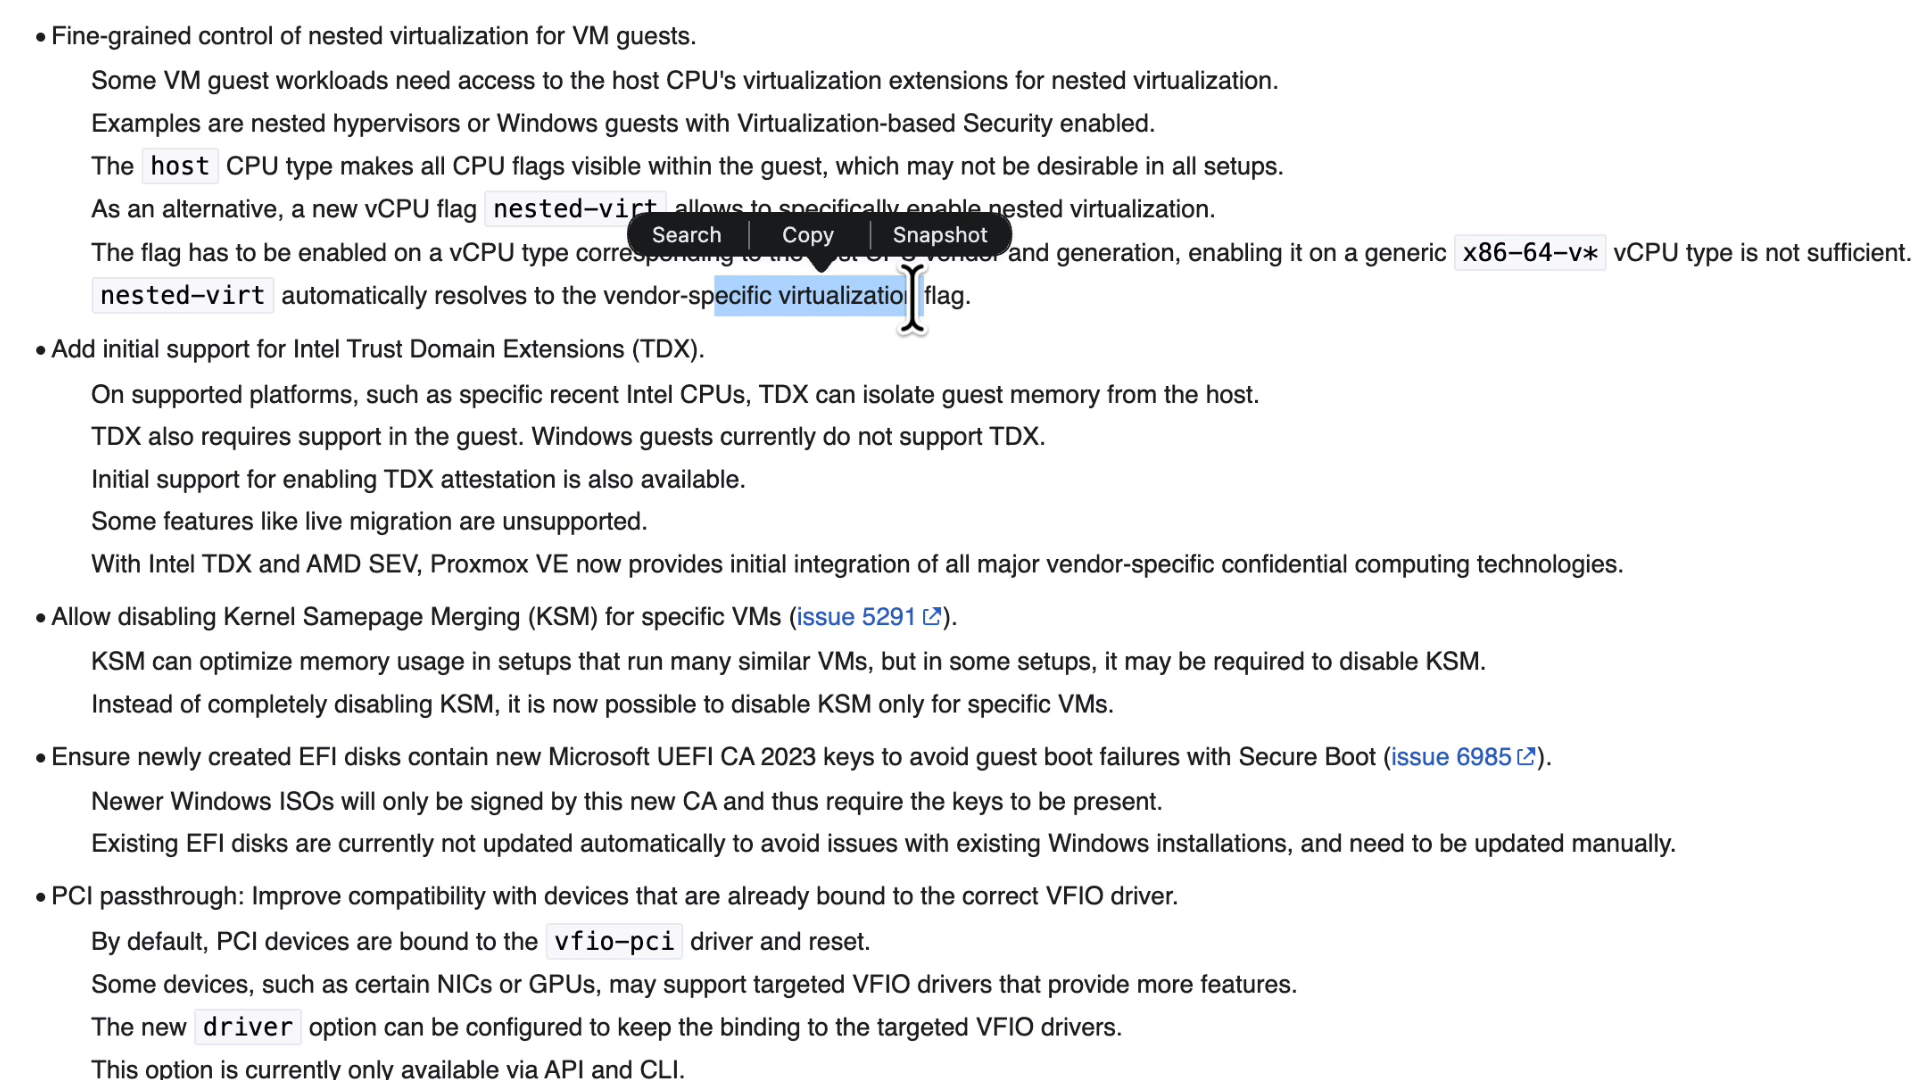 • Fine-grained control of nested virtualization for VM guests.
Some VM guest workloads need access to the host CPU's virtualization extensions for nested virtualization.
Examples are nested hypervisors or Windows guests with Virtualization-based Security enabled.
The host CPU type makes all CPU flags visible within the guest, which may not be desirable in all setups.
As an alternative, a new vCPU flag nested-virt allows to specifically enable nested virtualization.
Search Copy Snapshot
The flag has to be enabled on a vCPU type corresponding to the host CPU vendor and generation, enabling it on a generic x86-64-v* vCPU type is not sufficient.
nested-virt automatically resolves to the vendor-specific virtualization flag.
• Add initial support for Intel Trust Domain Extensions (TDX).
On supported platforms, such as specific recent Intel CPUs, TDX can isolate guest memory from the host.
TDX also requires support in the guest. Windows guests currently do not support TDX.
Initial support for enabling TDX attestation is also available.
Some features like live migration are unsupported.
With Intel TDX and AMD SEV, Proxmox VE now provides initial integration of all major vendor-specific confidential computing technologies.
• Allow disabling Kernel Samepage Merging (KSM) for specific VMs (issue 5291).
KSM can optimize memory usage in setups that run many similar VMs, but in some setups, it may be required to disable KSM.
Instead of completely disabling KSM, it is now possible to disable KSM only for specific VMs.
• Ensure newly created EFI disks contain new Microsoft UEFI CA 2023 keys to avoid guest boot failures with Secure Boot (issue 6985).
Newer Windows ISOs will only be signed by this new CA and thus require the keys to be present.
Existing EFI disks are currently not updated automatically to avoid issues with existing Windows installations, and need to be updated manually.
• PCI passthrough: Improve compatibility with devices that are already bound to the correct VFIO driver.
By default, PCI devices are bound to the vfio-pci driver and reset.
Some devices, such as certain NICs or GPUs, may support targeted VFIO drivers that provide more features.
The new driver option can be configured to keep the binding to the targeted VFIO drivers.
This option is currently only available via API and CLI.